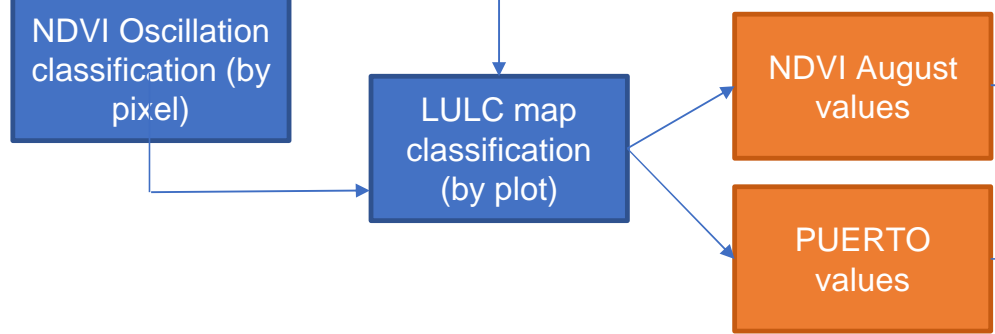 NDVI Oscillation
classification (by
pixel)
LULC map
classification
(by plot)
NDVI August
values
PUERTO
values